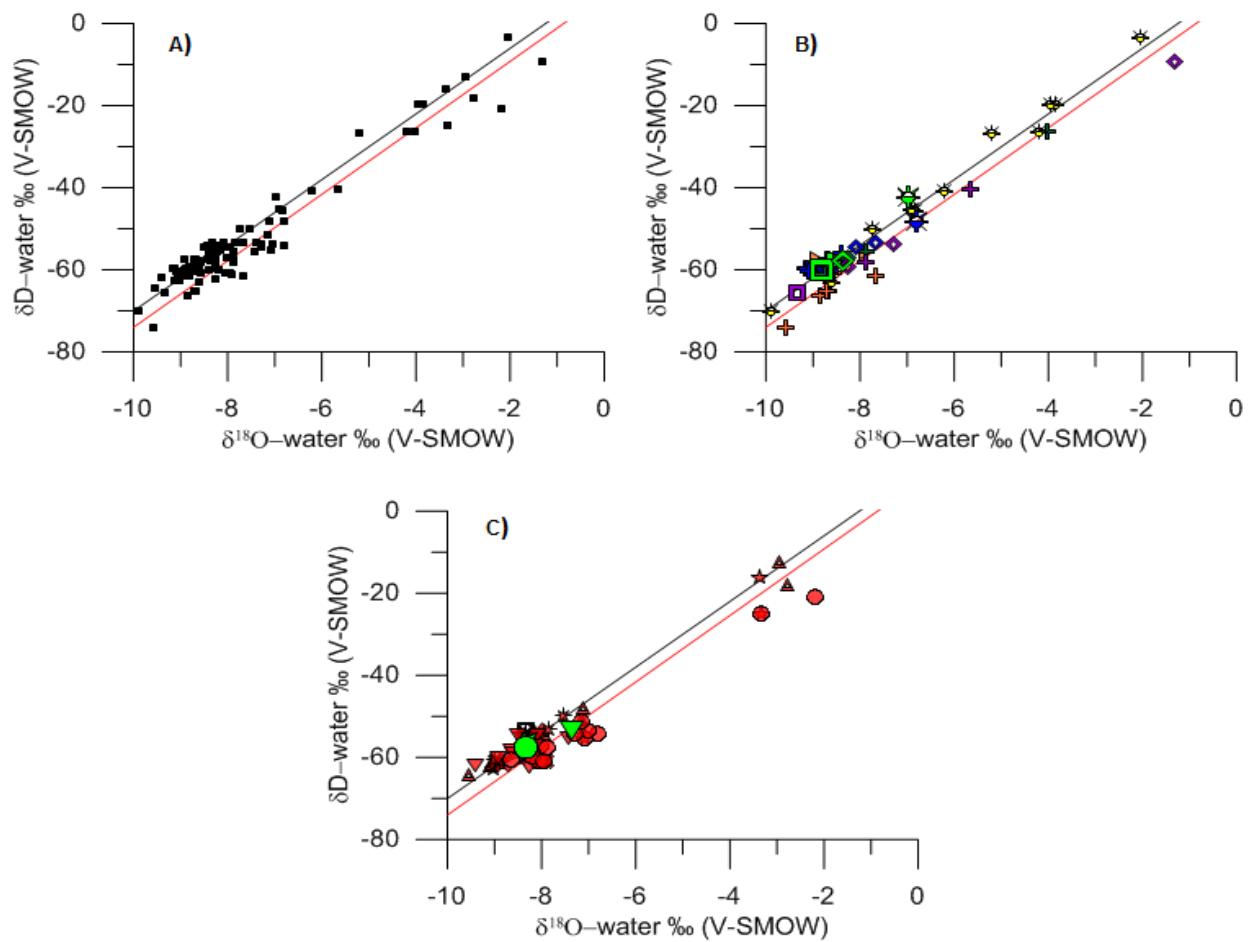 A)
0
-20
-40
-60
-80
δD–water ‰ (V-SMOW)
-10 -8 -6 -4 -2 0
δ¹⁸O–water ‰ (V-SMOW)
B)
0
-20
-40
-60
-80
δD–water ‰ (V-SMOW)
-10 -8 -6 -4 -2 0
δ¹⁸O–water ‰ (V-SMOW)
C)
0
-20
-40
-60
-80
δD–water ‰ (V-SMOW)
-10 -8 -6 -4 -2 0
δ¹⁸O–water ‰ (V-SMOW)